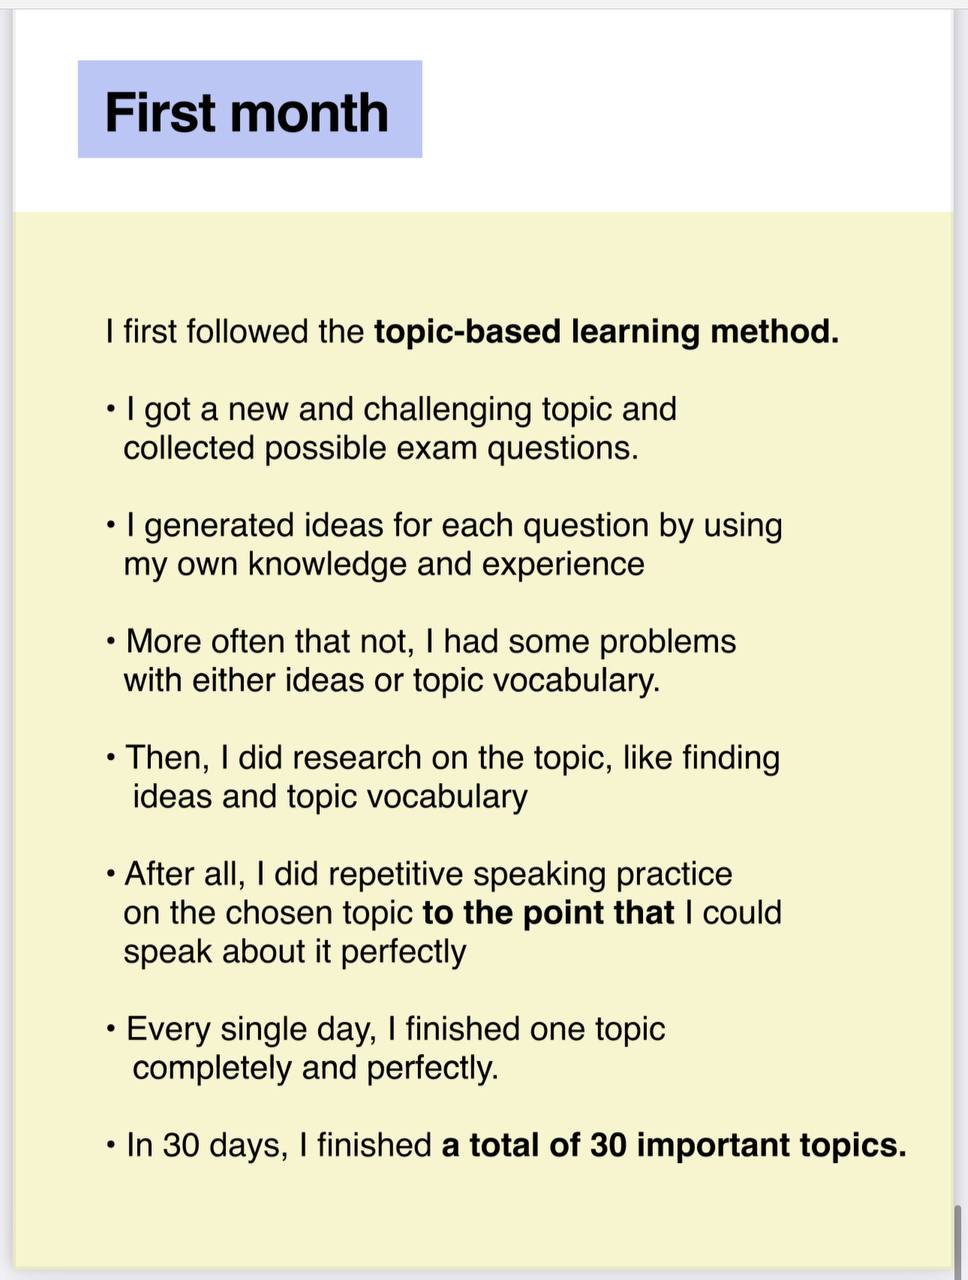 First month
I first followed the topic-based learning method.
• I got a new and challenging topic and
collected possible exam questions.
• I generated ideas for each question by using
my own knowledge and experience
• More often that not, I had some problems
with either ideas or topic vocabulary.
• Then, I did research on the topic, like finding
ideas and topic vocabulary
• After all, I did repetitive speaking practice
on the chosen topic to the point that I could
speak about it perfectly
• Every single day, I finished one topic
completely and perfectly.
• In 30 days, I finished a total of 30 important topics.